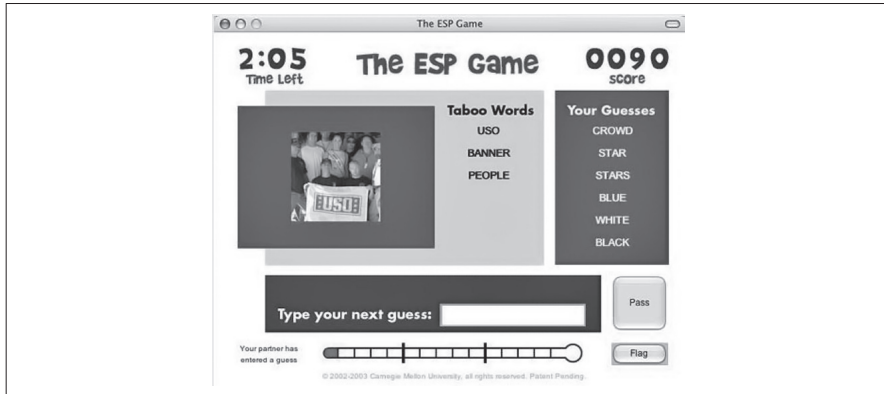 The ESP Game
2:05
Time Left
The ESP Game
0090
score
Taboo Words
USO
BANNER
PEOPLE
Your Guesses
CROWD
STAR
STARS
BLUE
WHITE
BLACK
USO
Type your next guess:
Pass
Your partner has
entered a guess
Flag
© 2002-2003 Carnegie Mellon University, all rights reserved. Patent Pending.